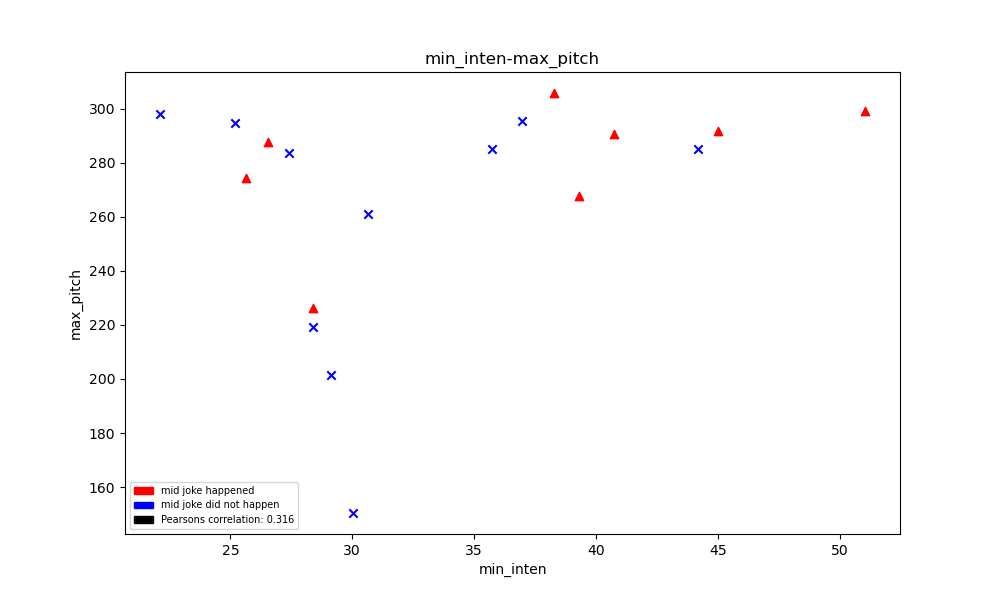 min_inten-max_pitch
max_pitch
300
280
260
240
220
200
180
160
mid joke happened
mid joke did not happen
Pearsons correlation: 0.316
25
30
35
40
45
50
min_inten